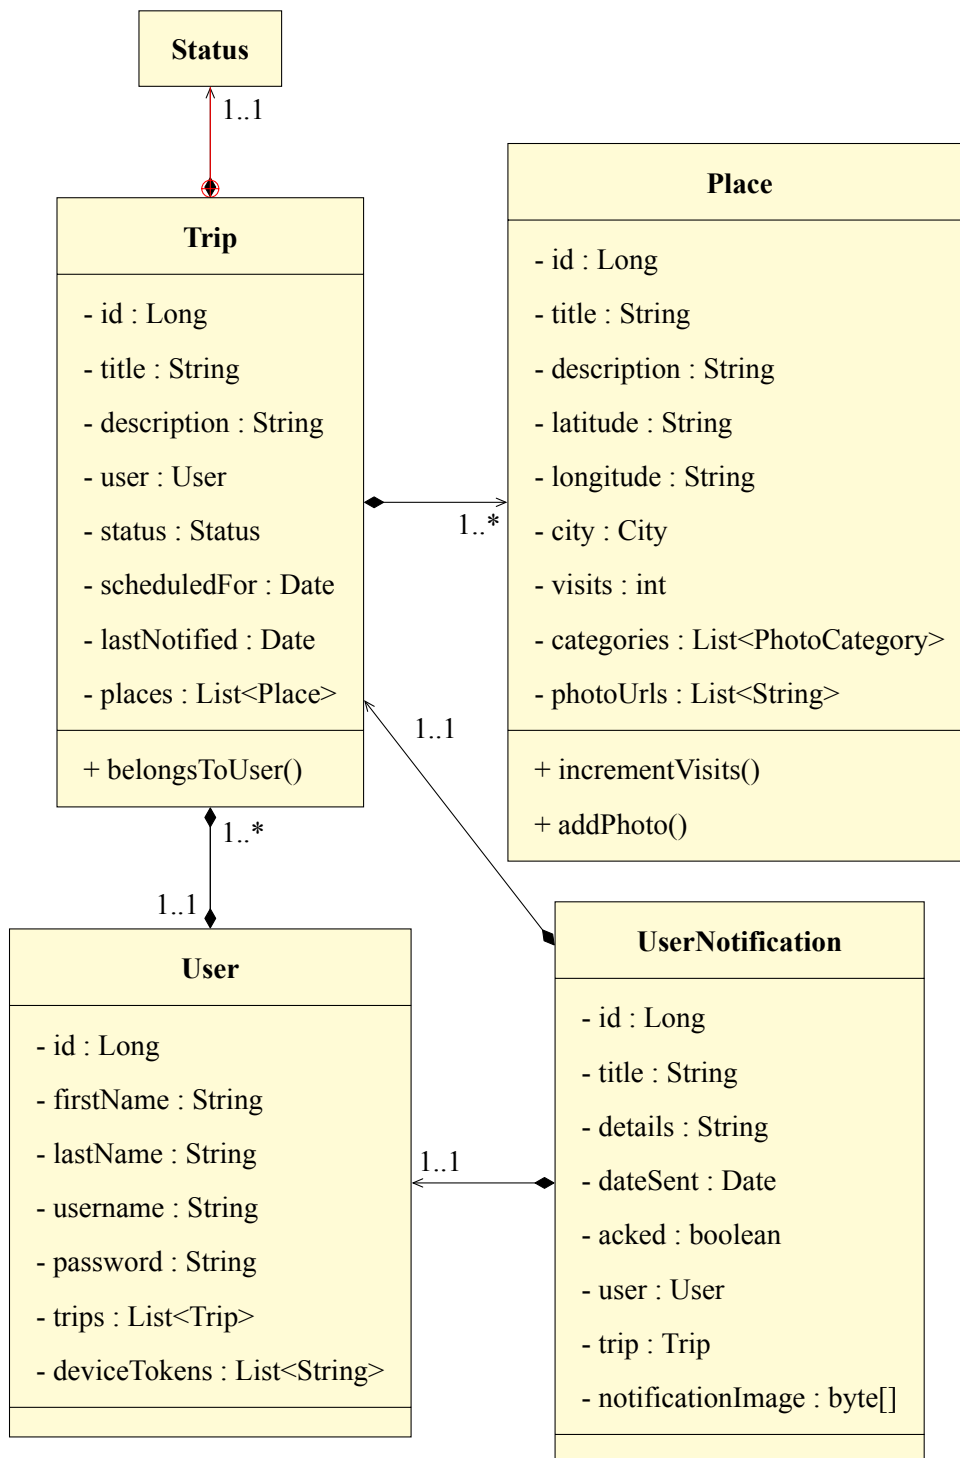 Status
1..1
Trip
- id : Long
- title : String
- description : String
- user : User
- status : Status
- scheduledFor : Date
- lastNotified : Date
- places : List<Place>
+ belongsToUser()
1..*
Place
- id : Long
- title : String
- description : String
- latitude : String
- longitude : String
- city : City
- visits : int
- categories : List<PhotoCategory>
- photoUrls : List<String>
+ incrementVisits()
+ addPhoto()
1..1
1..*
1..1
User
- id : Long
- firstName : String
- lastName : String
- username : String
- password : String
- trips : List<Trip>
- deviceTokens : List<String>
1..1
UserNotification
- id : Long
- title : String
- details : String
- dateSent : Date
- acked : boolean
- user : User
- trip : Trip
- notificationImage : byte[]